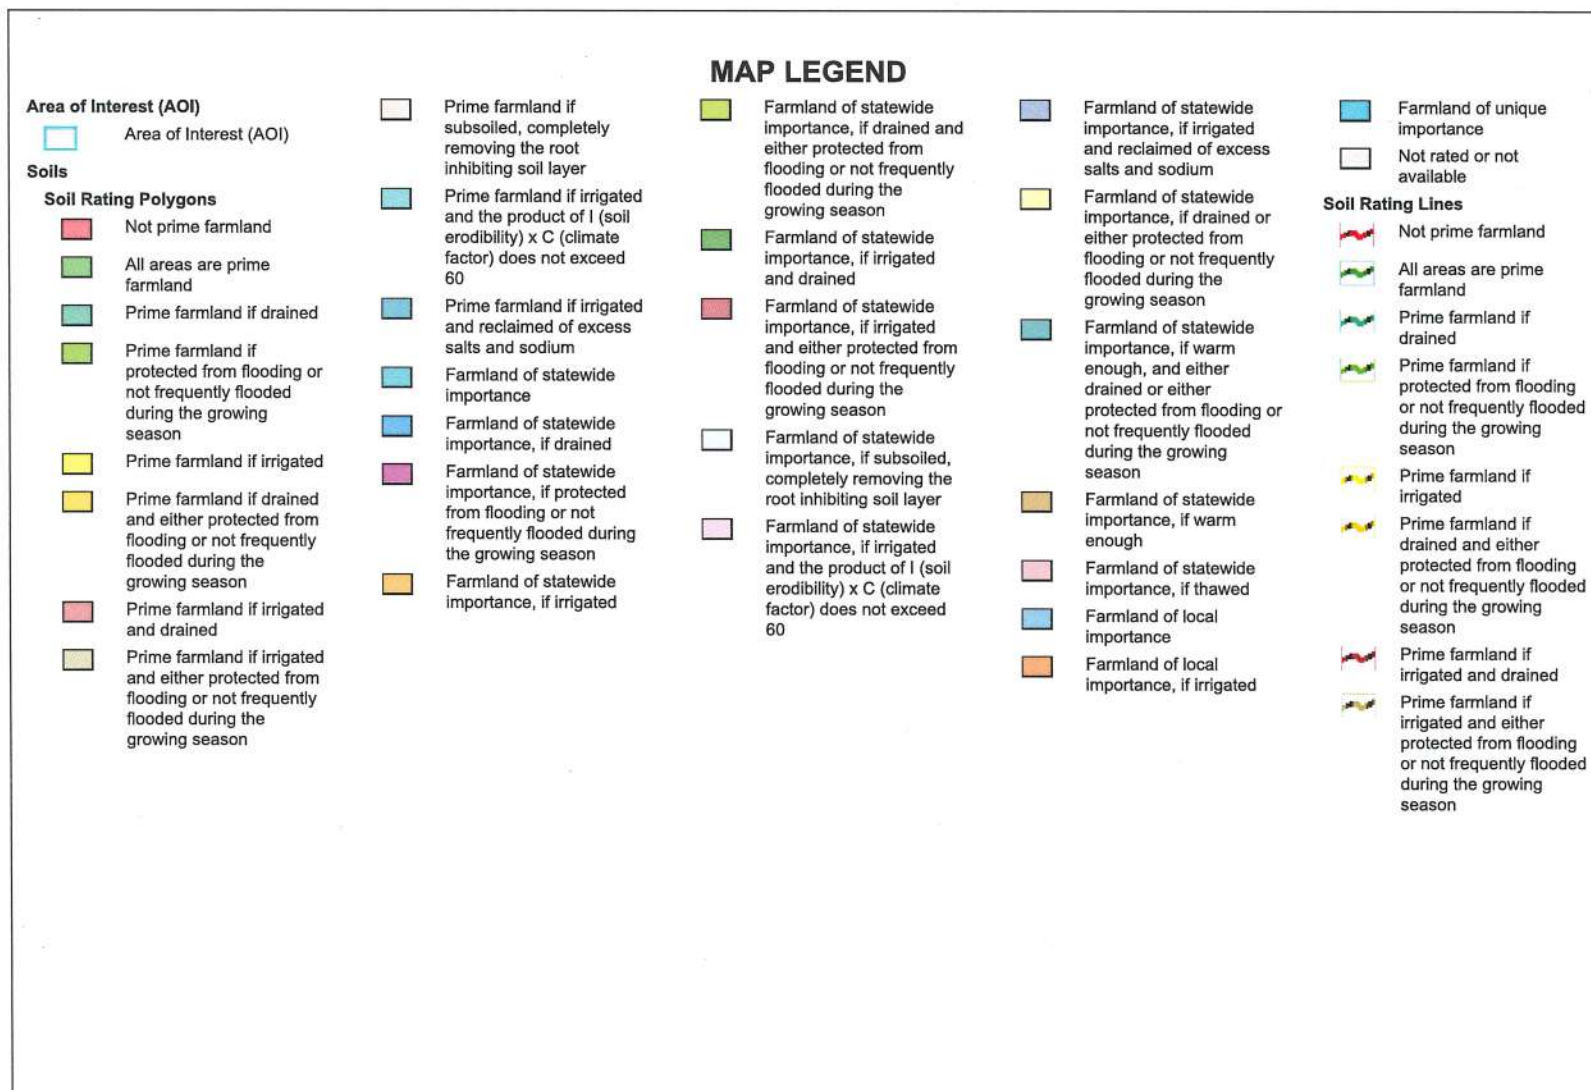 MAP LEGEND
Area of Interest (AOI)
Area of Interest (AOI)
Soils
Soil Rating Polygons
Not prime farmland
All areas are prime
farmland
Prime farmland if drained
Prime farmland if
protected from flooding or
not frequently flooded
during the growing
season
Prime farmland if irrigated
Prime farmland if drained
and either protected from
flooding or not frequently
flooded during the
growing season
Prime farmland if irrigated
and drained
Prime farmland if irrigated
and either protected from
flooding or not frequently
flooded during the
growing season
Prime farmland if
subsoiled, completely
removing the root
inhibiting soil layer
Prime farmland if irrigated
and the product of I (soil
erodibility) x C (climate
factor) does not exceed
60
Prime farmland if irrigated
and reclaimed of excess
salts and sodium
Farmland of statewide
importance
Farmland of statewide
importance, if drained
Farmland of statewide
importance, if protected
from flooding or not
frequently flooded during
the growing season
Farmland of statewide
importance, if irrigated
Farmland of statewide
importance, if drained and
either protected from
flooding or not frequently
flooded during the
growing season
Farmland of statewide
importance, if irrigated
and drained
Farmland of statewide
importance, if irrigated
and either protected from
flooding or not frequently
flooded during the
growing season
Farmland of statewide
importance, if subsoiled,
completely removing the
root inhibiting soil layer
Farmland of statewide
importance, if irrigated
and the product of I (soil
erodibility) x C (climate
factor) does not exceed
60
Farmland of statewide
importance, if irrigated
and reclaimed of excess
salts and sodium
Farmland of statewide
importance, if drained or
either protected from
flooding or not frequently
flooded during the
growing season
Farmland of statewide
importance, if warm
enough, and either
drained or either
protected from flooding or
not frequently flooded
during the growing
season
Farmland of statewide
importance, if warm
enough
Farmland of statewide
importance, if thawed
Farmland of local
importance
Farmland of local
importance, if irrigated
Farmland of unique
importance
Not rated or not
available
Soil Rating Lines
Not prime farmland
All areas are prime
farmland
Prime farmland if
drained
Prime farmland if
protected from flooding
or not frequently flooded
during the growing
season
Prime farmland if
irrigated
Prime farmland if
drained and either
protected from flooding
or not frequently flooded
during the growing
season
Prime farmland if
irrigated and drained
Prime farmland if
irrigated and either
protected from flooding
or not frequently flooded
during the growing
season